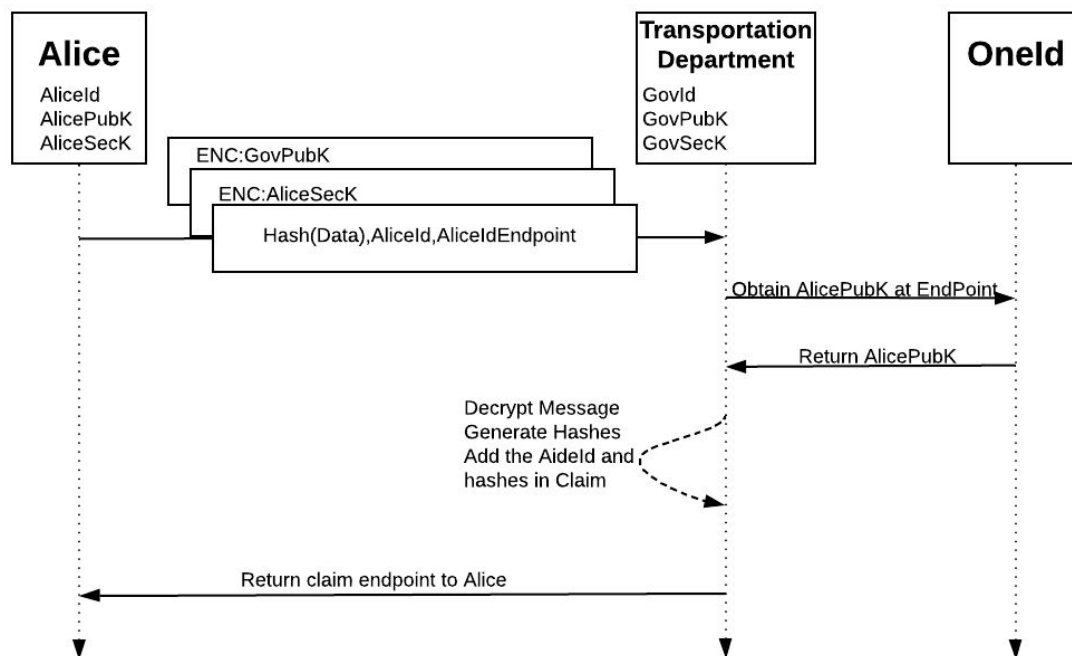 Alice
AliceId
AlicePubK
AliceSecK
Transportation
Department
GovId
GovPubK
GovSecK
OneId
ENC:GovPubK
ENC:AliceSecK
Hash(Data),AliceId,AliceIdEndpoint
Obtain AlicePubK at EndPoint
Return AlicePubK
Decrypt Message
Generate Hashes
Add the AideId and
hashes in Claim
Return claim endpoint to Alice